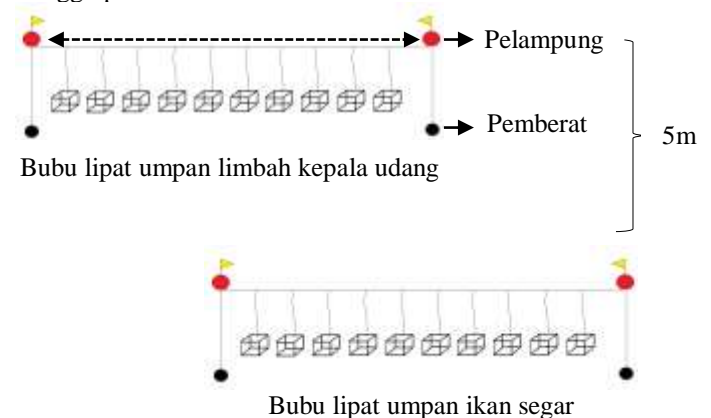 Pelampung
Pemberat
5m
Bubu lipat umpan limbah kepala udang
Bubu lipat umpan ikan segar